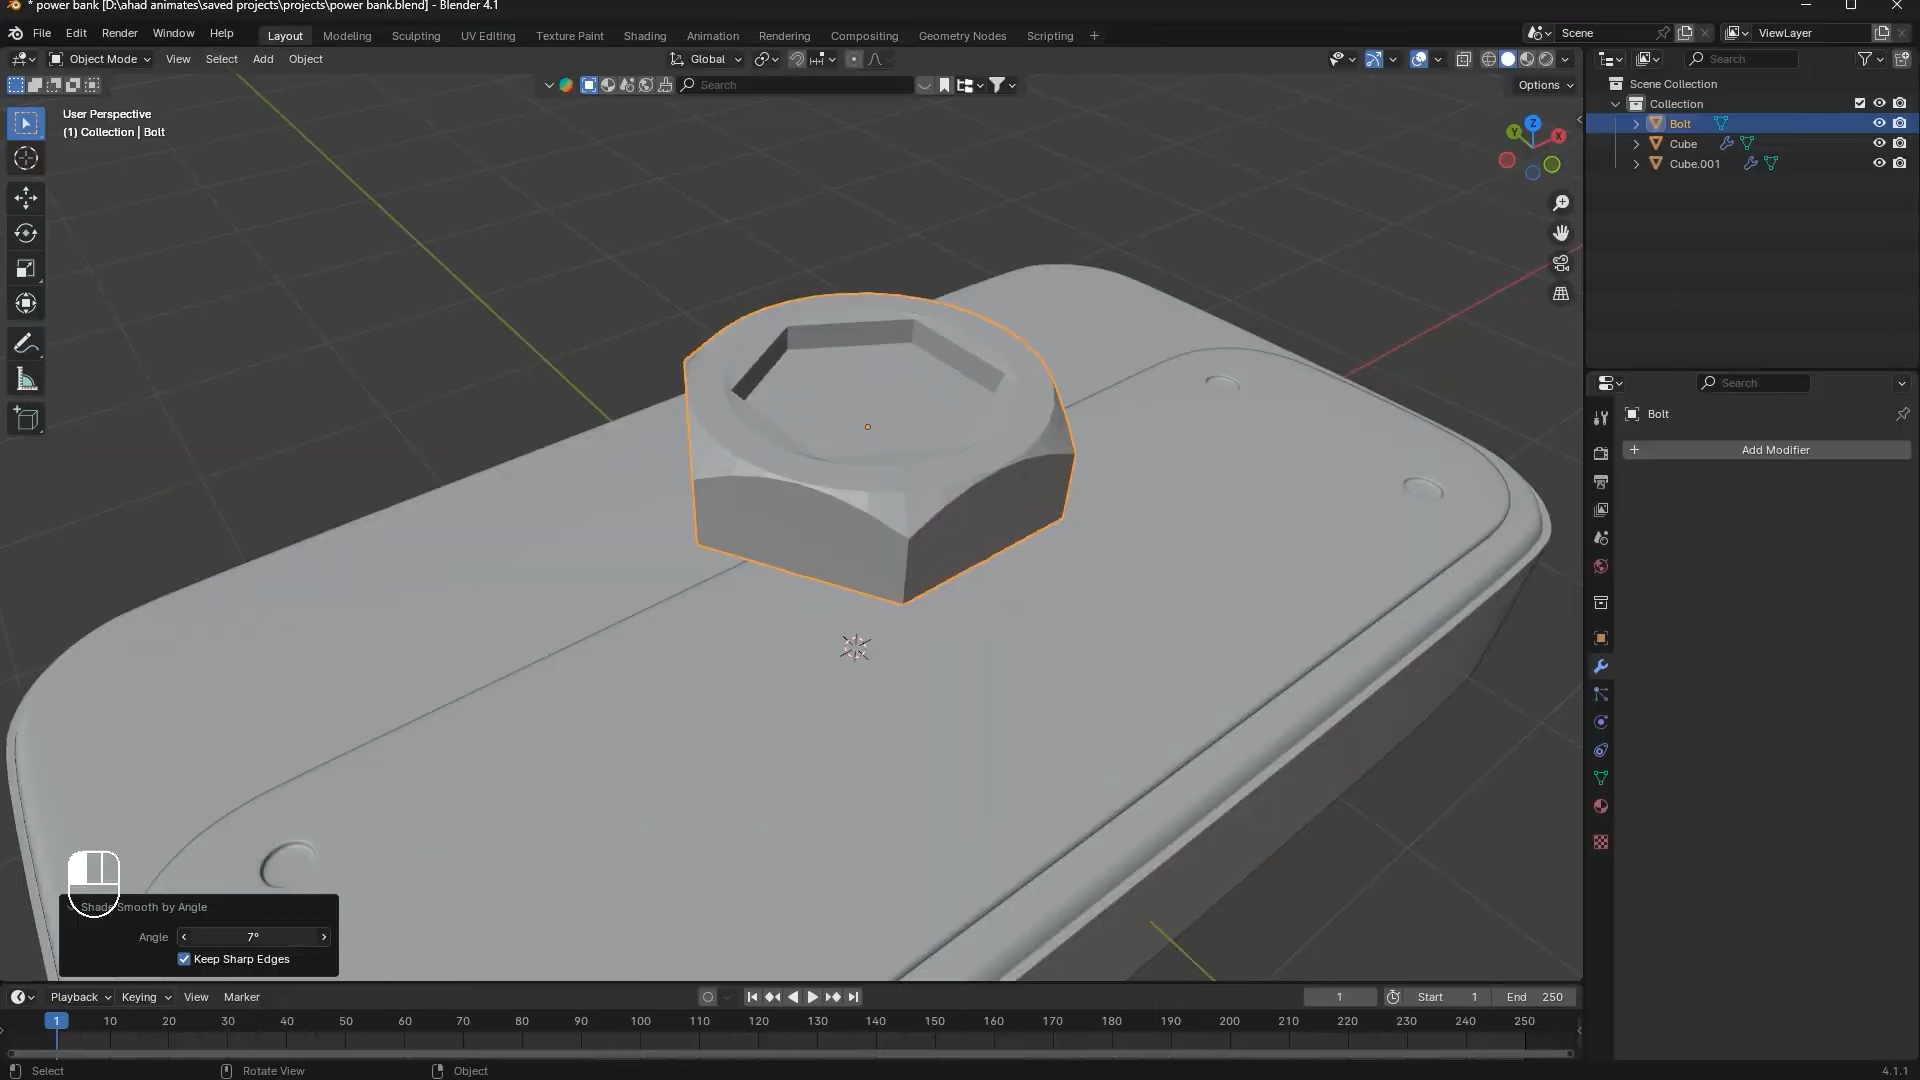 * power bank [D:\ahad animates\saved projects\projects\power bank.blend] - Blender 4.1
File Edit Render Window Help Layout Modeling Sculpting UV Editing Texture Paint Shading Animation Rendering Compositing Geometry Nodes Scripting + Scene ViewLayer
Object Mode View Select Add Object Global Search
Search Options
User Perspective
(1) Collection | Bolt
Z
Y
X
Scene Collection
Collection
Bolt
Cube
Cube.001
Search
Bolt
+ Add Modifier
Shade Smooth by Angle
Angle 7°
Keep Sharp Edges
Playback Keying View Marker 1 Start 1 End 250
1 10 20 30 40 50 60 70 80 90 100 110 120 130 140 150 160 170 180 190 200 210 220 230 240 250
Select Rotate View Object 4.1.1